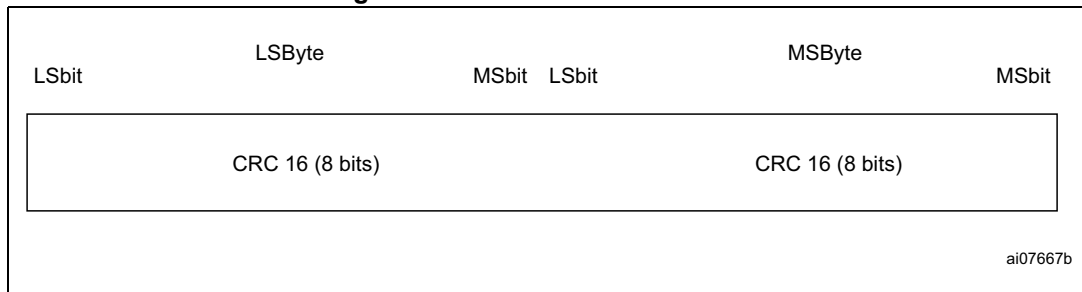 LSByte MSByte
LSbit MSbit LSbit MSbit
CRC 16 (8 bits) CRC 16 (8 bits)
ai07667b